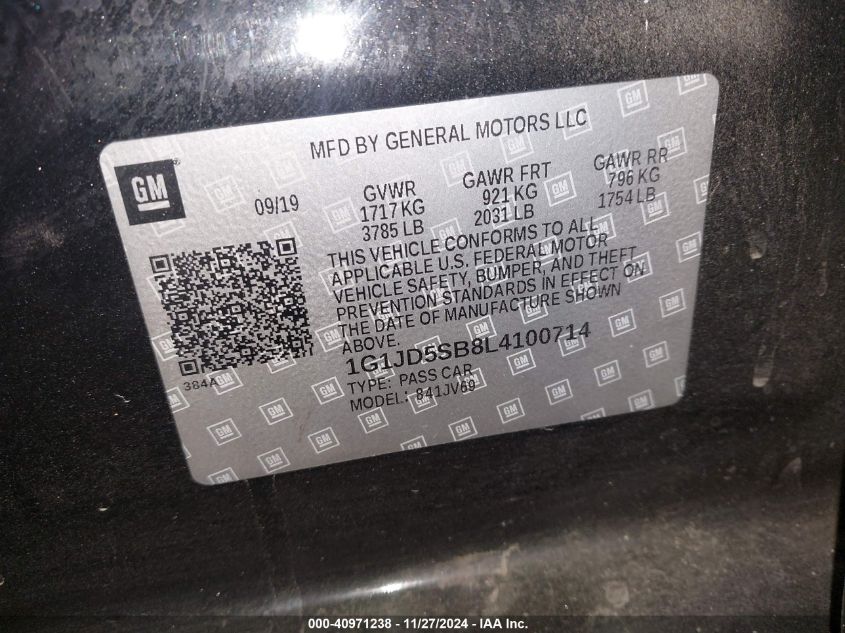 MFD BY GENERAL MOTORS LLC
GM
®
09/19
GVWR
1717 KG
3785 LB
GAWR FRT
921 KG
2031 LB
GAWR RR
796 KG
1754 LB
THIS VEHICLE CONFORMS TO ALL
APPLICABLE U.S. FEDERAL MOTOR
VEHICLE SAFETY, BUMPER, AND THEFT
PREVENTION STANDARDS IN EFFECT ON
THE DATE OF MANUFACTURE SHOWN
ABOVE.
1G1JD5SB8L4100714
TYPE: PASS CAR
MODEL: 841JV69
384A
000-40971238 - 11/27/2024 - IAA Inc.